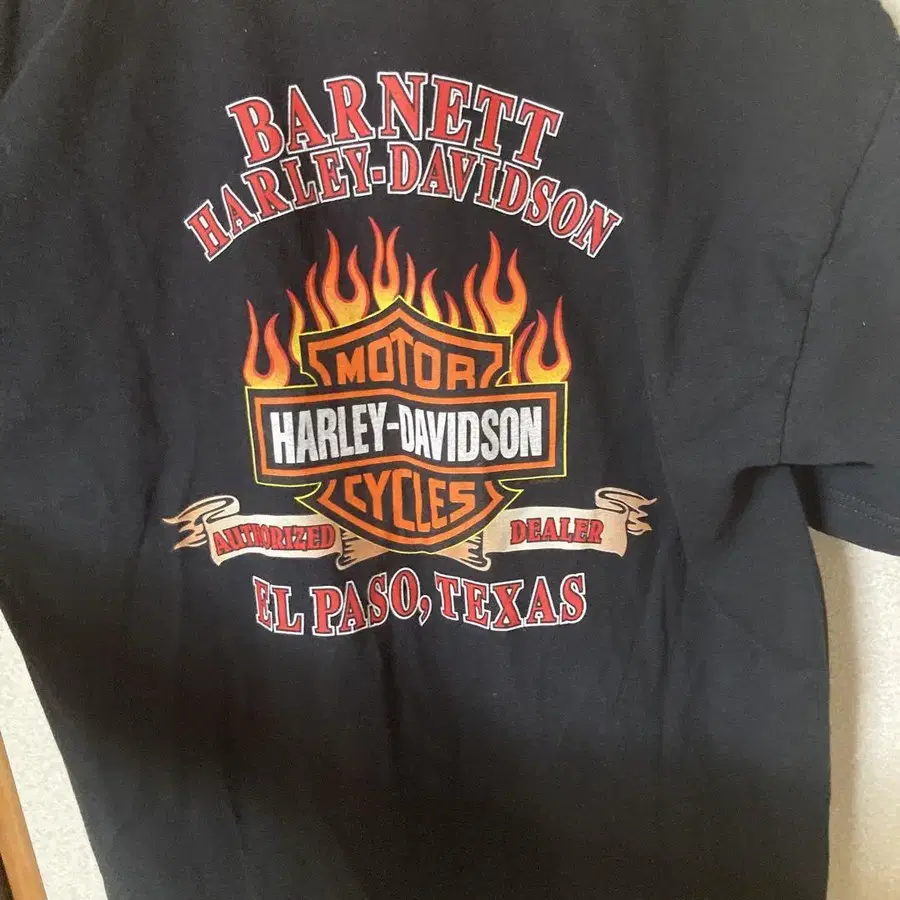 BARNETT
HARLEY-DAVIDSON
MOTOR
HARLEY-DAVIDSON
CYCLES
AUTHORIZED DEALER
EL PASO, TEXAS